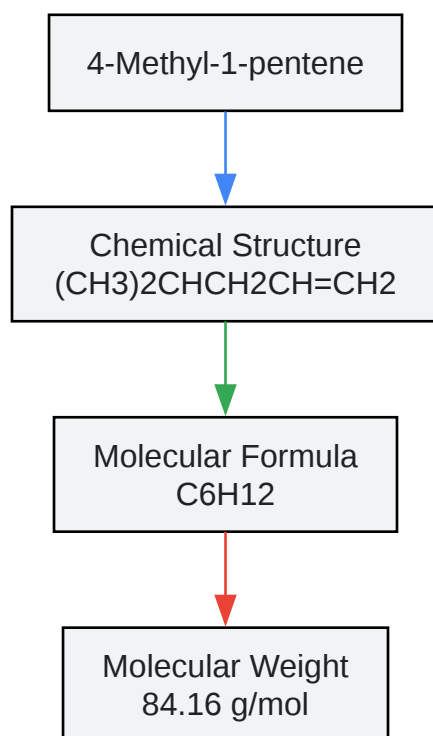 4-Methyl-1-pentene
Chemical Structure
(CH3)2CHCH2CH=CH2
Molecular Formula
C6H12
Molecular Weight
84.16 g/mol